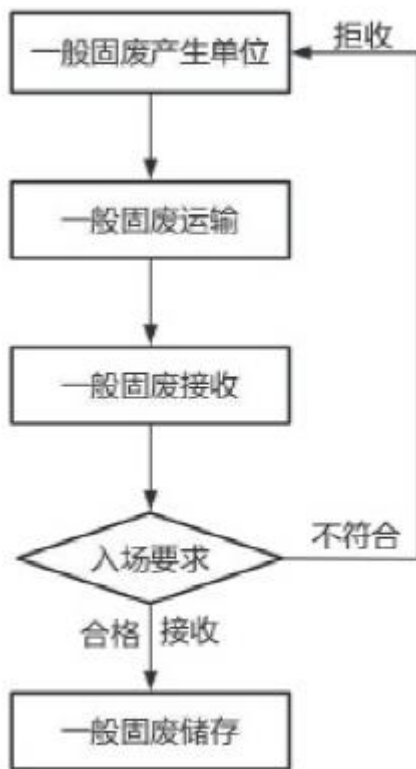 一般固废产生单位
拒收
一般固废运输
一般固废接收
入场要求
不符合
合格
接收
一般固废储存